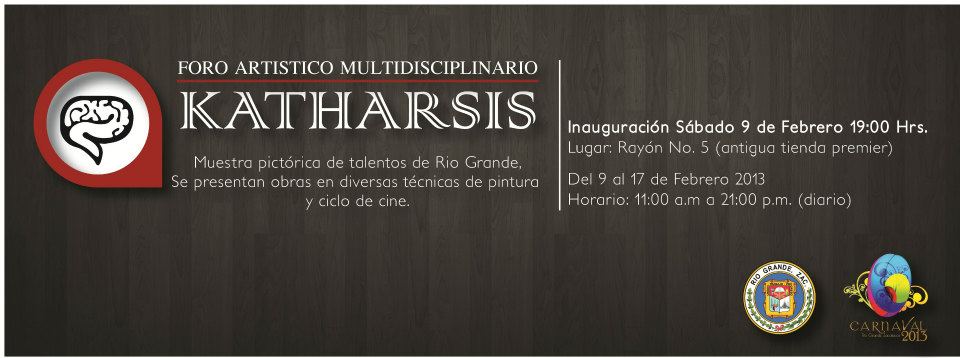 FORO ARTISTICO MULTIDISCIPLINARIO
KATHARSIS
Muestra pictórica de talentos de Rio Grande,
Se presentan obras en diversas técnicas de pintura
y ciclo de cine.
Inauguración Sábado 9 de Febrero 19:00 Hrs.
Lugar: Rayón No. 5 (antigua tienda premier)
Del 9 al 17 de Febrero 2013
Horario: 11:00 a.m a 21:00 p.m. (diario)
RIO GRANDE, ZAC.
CARNAVAL
2013